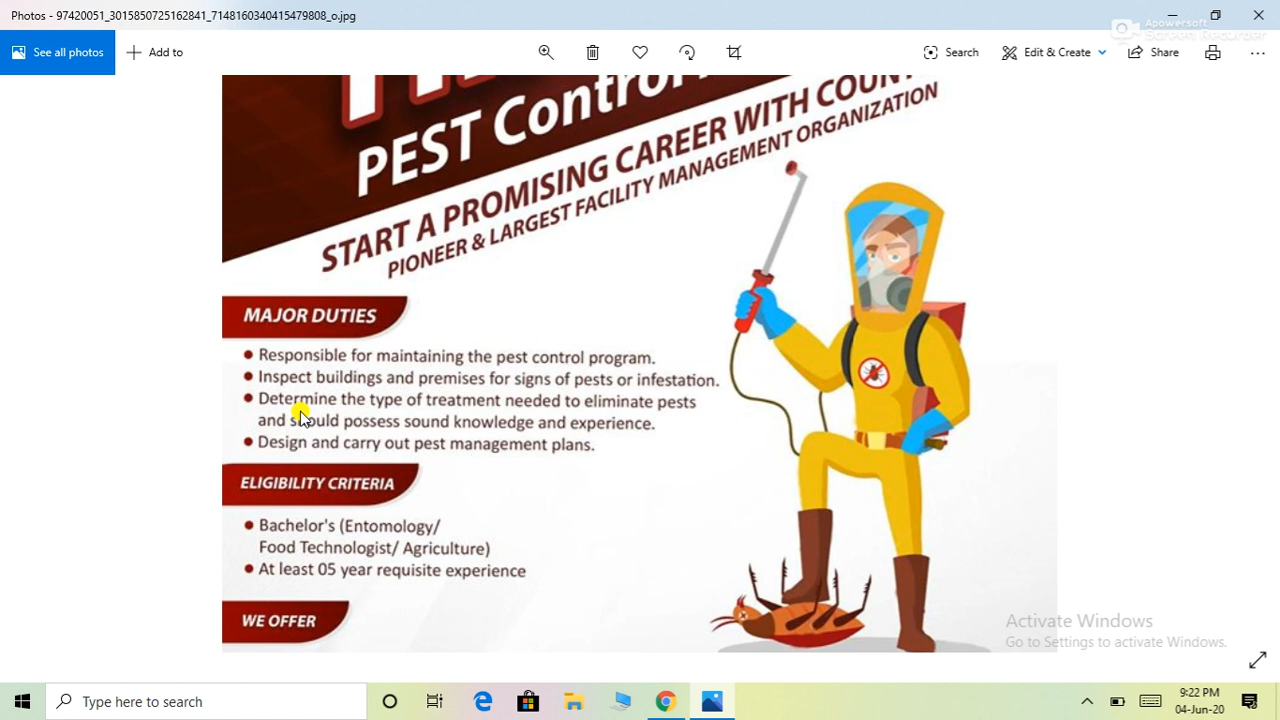 Photos - 97420051_3015850725162841_7148160340415479808_o.jpg
Apowersoft
Screen Recorder
See all photos
Add to
Search
Edit & Create
Share
PEST Control
START A PROMISING CAREER WITH COUN
PIONEER & LARGEST FACILITY MANAGEMENT ORGANIZATION
MAJOR DUTIES
• Responsible for maintaining the pest control program.
• Inspect buildings and premises for signs of pests or infestation.
• Determine the type of treatment needed to eliminate pests
and should possess sound knowledge and experience.
• Design and carry out pest management plans.
ELIGIBILITY CRITERIA
• Bachelor's (Entomology/
Food Technologist/ Agriculture)
• At least 05 year requisite experience
WE OFFER
Activate Windows
Go to Settings to activate Windows.
Type here to search
9:22 PM
04-Jun-20